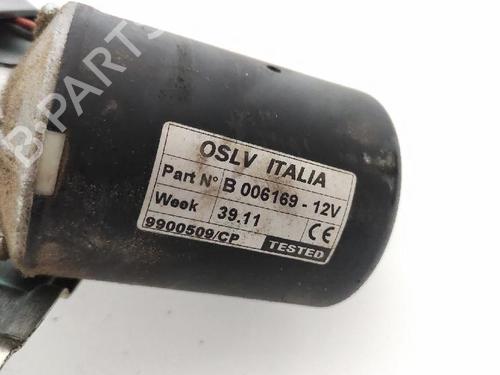 OSLV ITALIA
Part N° B 006169 - 12V
Week 39.11 CE
9900509/CP TESTED
B-PARTS